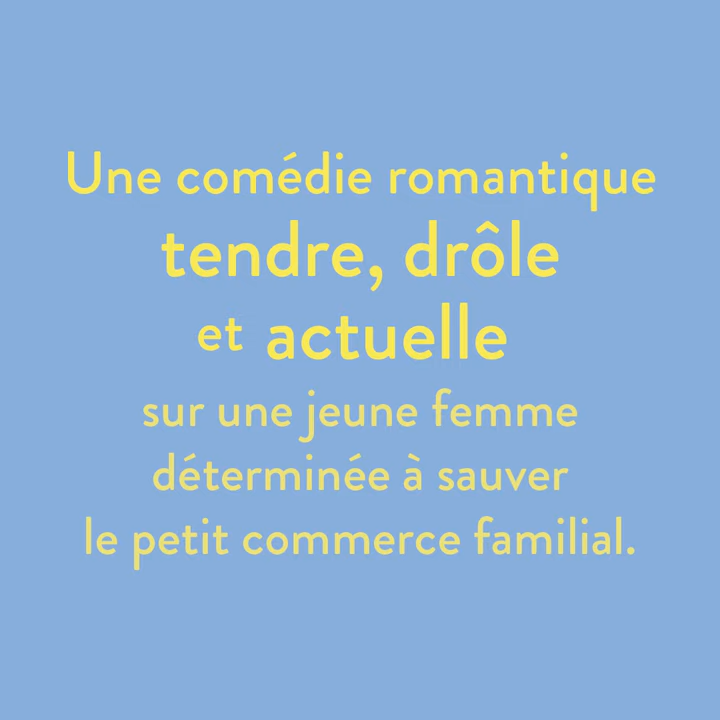 Une comédie romantique
tendre, drôle
et actuelle
sur une jeune femme
déterminée à sauver
le petit commerce familial.